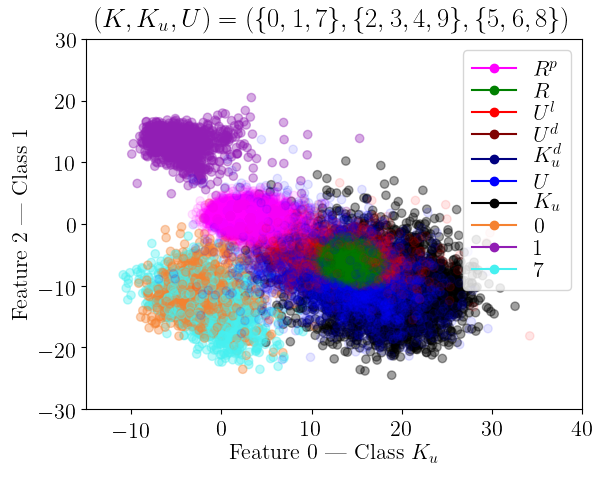 (K, K_u, U) = ({0, 1, 7}, {2, 3, 4, 9}, {5, 6, 8})
30
20
10
0
−10
−20
−30
Feature 2 — Class 1
R^p
R
U^l
U^d
K_u^d
U
K_u
0
1
7
−10
0
10
20
30
40
Feature 0 — Class K_u